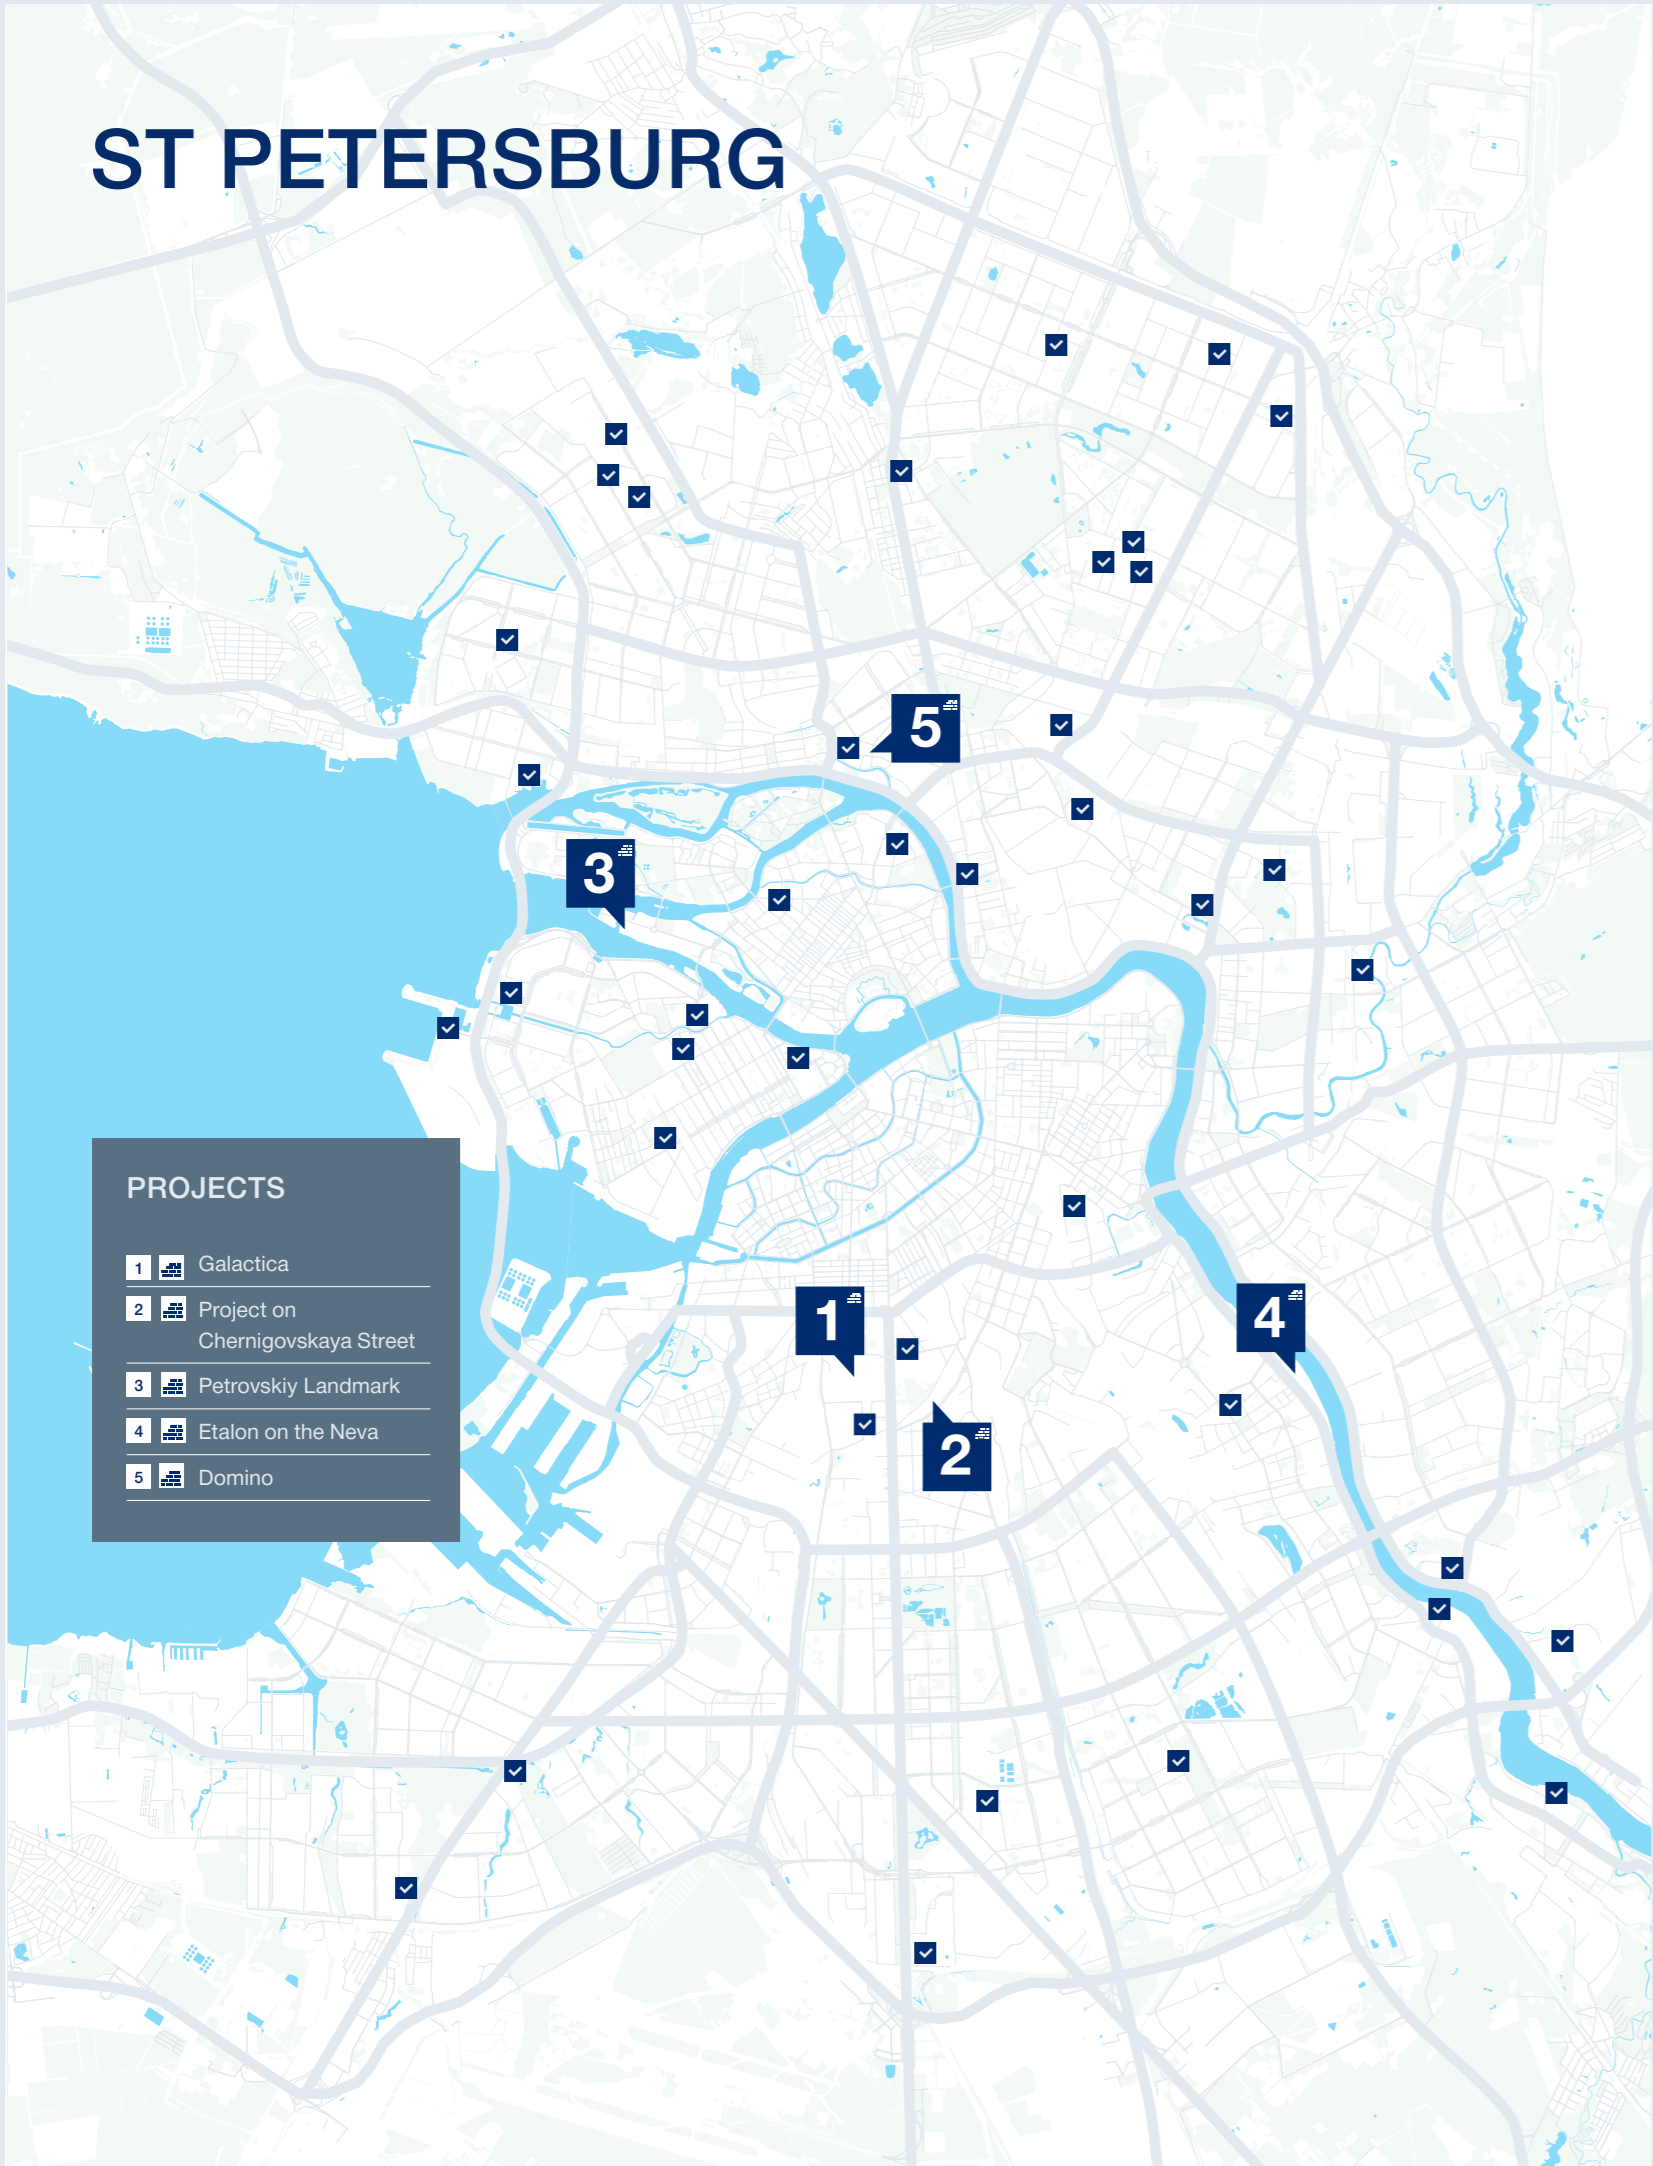 ST PETERSBURG
5
3
1
4
2
PROJECTS
1 Galactica
2 Project on
Chernigovskaya Street
3 Petrovskiy Landmark
4 Etalon on the Neva
5 Domino